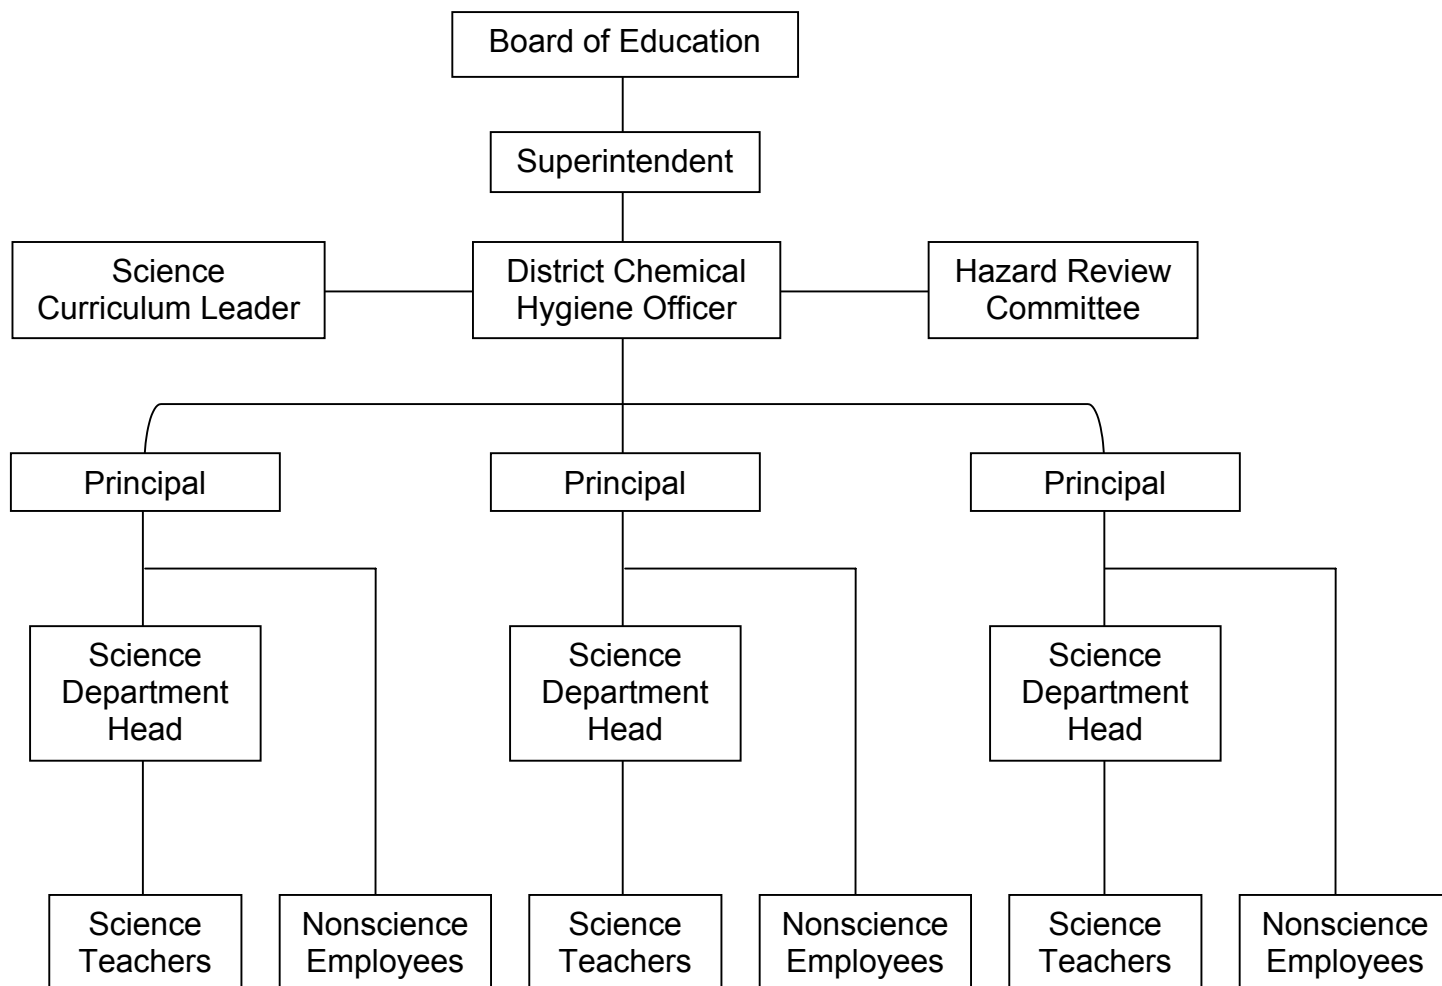 Board of Education
Superintendent
Science
Curriculum Leader
District Chemical
Hygiene Officer
Hazard Review
Committee
Principal
Principal
Principal
Science
Department
Head
Science
Department
Head
Science
Department
Head
Science
Teachers
Nonscience
Employees
Science
Teachers
Nonscience
Employees
Science
Teachers
Nonscience
Employees